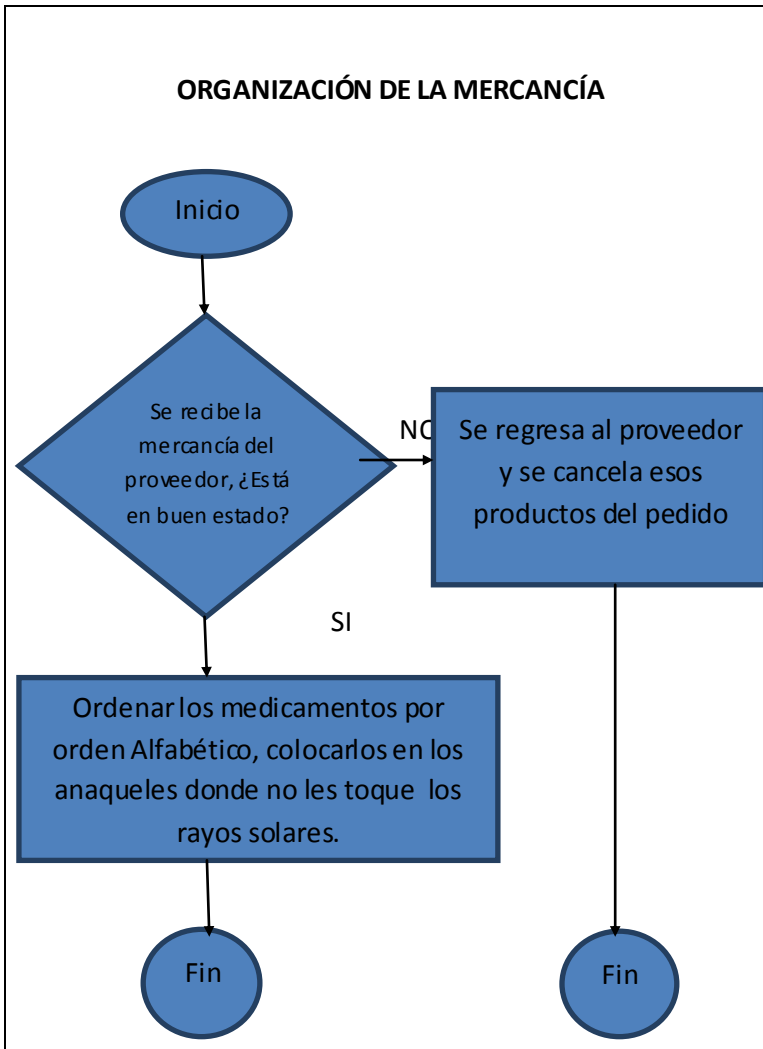 ORGANIZACIÓN DE LA MERCANCÍA
Inicio
Se recibe la
mercancía del
proveedor, ¿Está
en buen estado?
NO
Se regresa al proveedor
y se cancela esos
productos del pedido
SI
Ordenar los medicamentos por
orden Alfabético, colocarlos en los
anaqueles donde no les toque los
rayos solares.
Fin
Fin